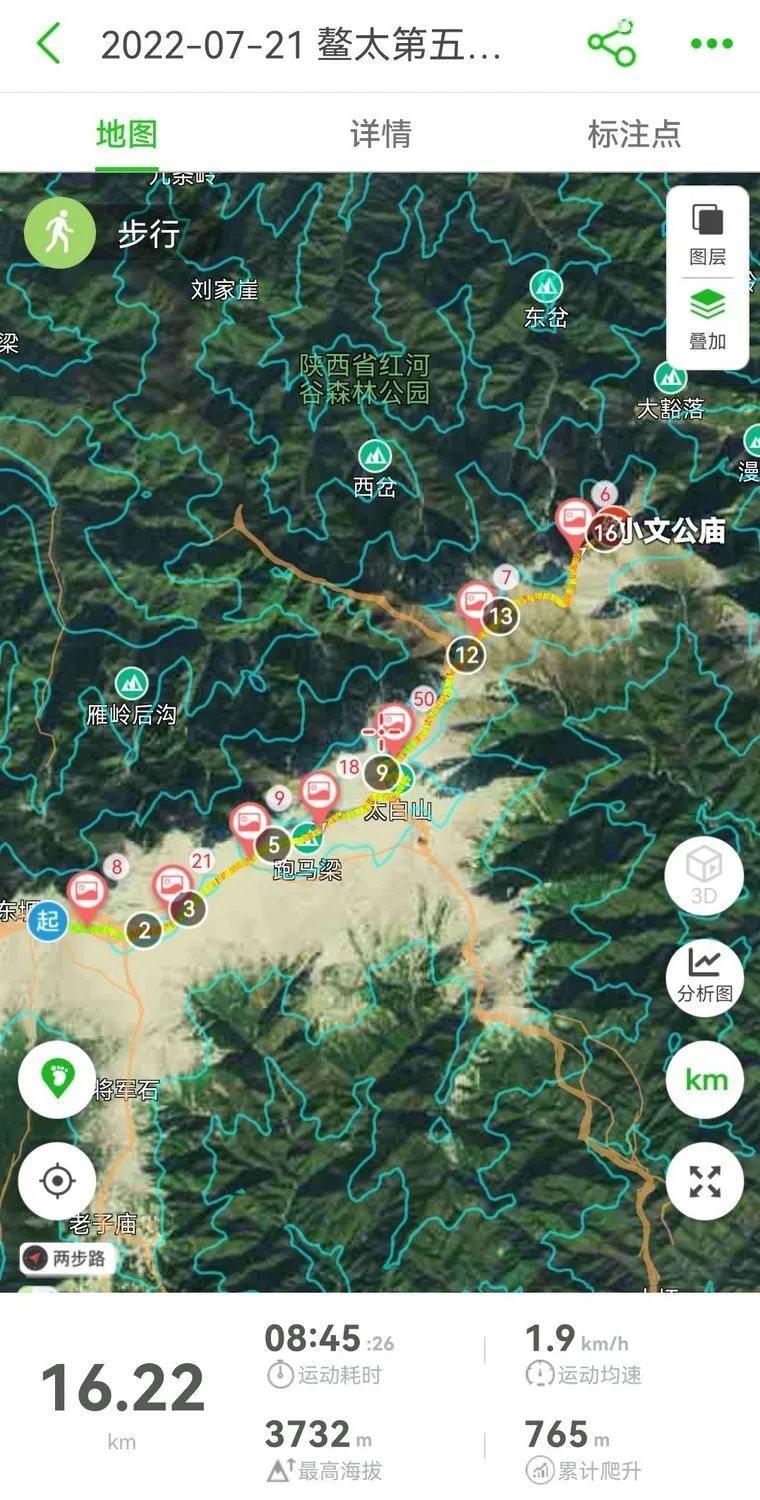 2022-07-21 鳌太第五...
地图
详情
标注点
九条岭
步行
图层
刘家崖
东岔
叠加
梁
陕西省红河
谷森林公园
大豁落
西岔
漫
6
16
小文公庙
7
13
12
雁岭后沟
50
18
9
太白山
9
5
跑马梁
8
21
3
起
2
3D
分析图
km
将军石
老子庙
两步路
16.22
km
08:45:26
运动耗时
1.9 km/h
运动均速
3732 m
最高海拔
765 m
累计爬升